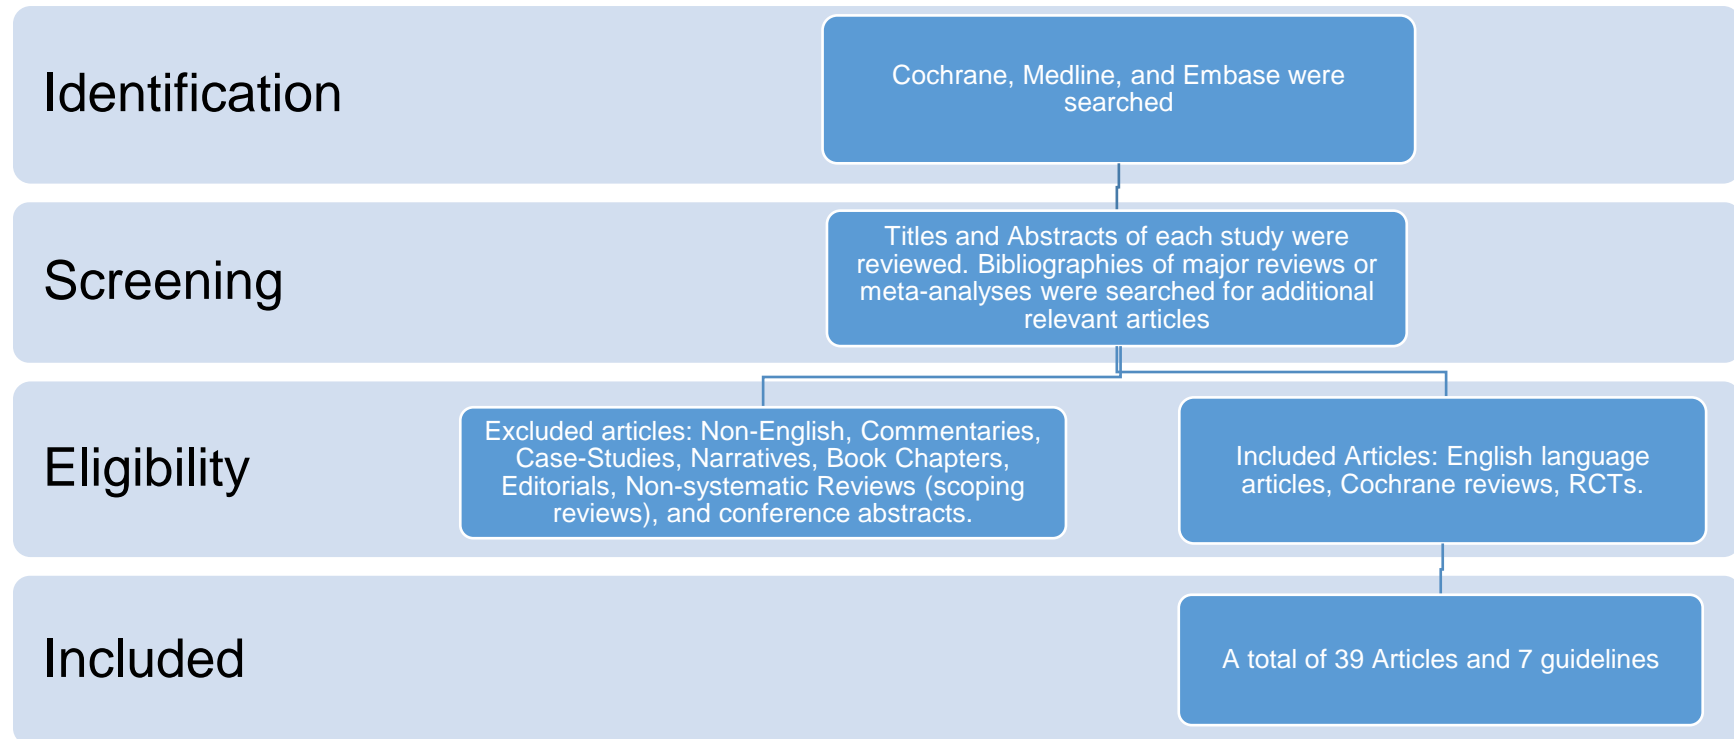 Identification
Cochrane, Medline, and Embase were
searched
Screening
Titles and Abstracts of each study were
reviewed. Bibliographies of major reviews or
meta-analyses were searched for additional
relevant articles
Eligibility
Excluded articles: Non-English, Commentaries,
Case-Studies, Narratives, Book Chapters,
Editorials, Non-systematic Reviews (scoping
reviews), and conference abstracts.
Included Articles: English language
articles, Cochrane reviews, RCTs.
Included
A total of 39 Articles and 7 guidelines